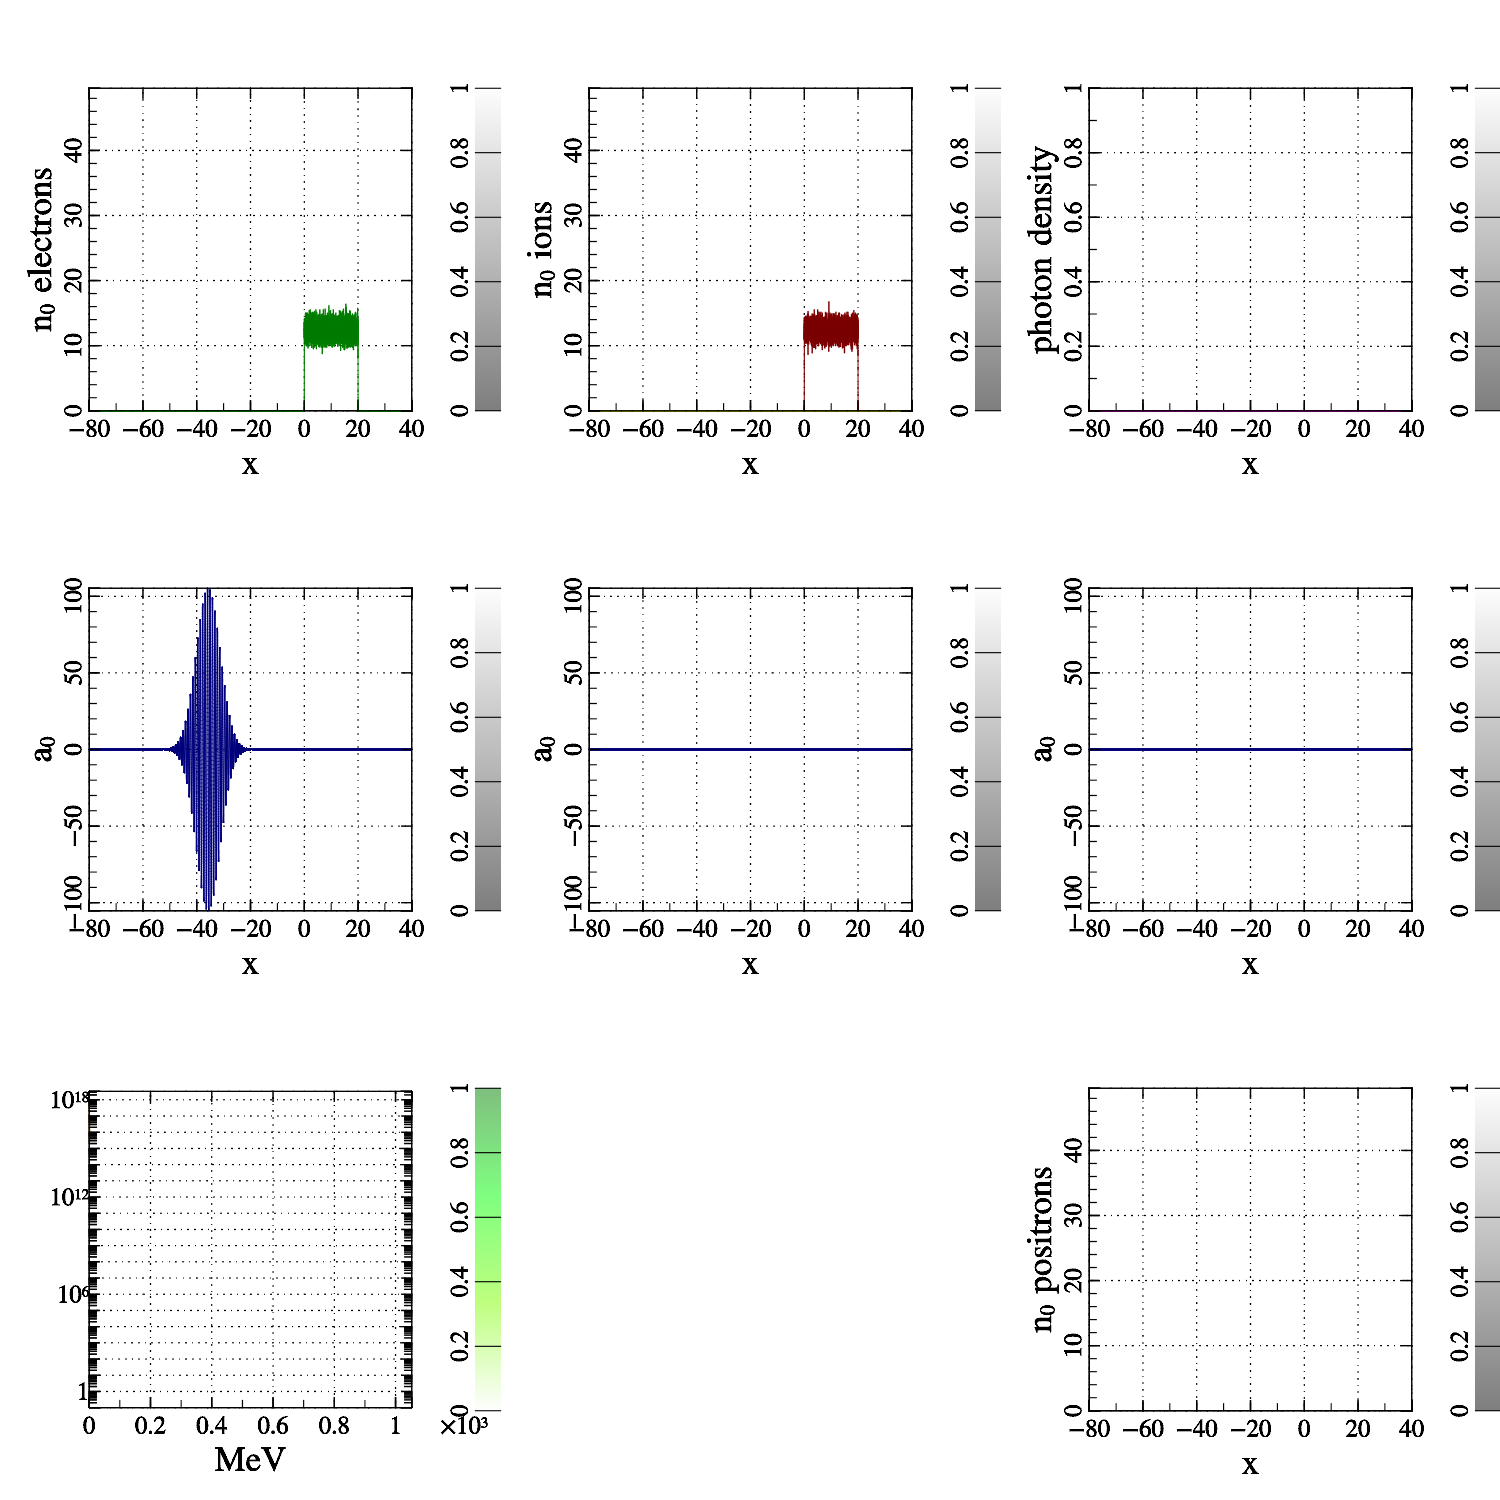 n₀ electrons
0 10 20 30 40
−80 −60 −40 −20 0 20 40
x
0 0.2 0.4 0.6 0.8 1
n₀ ions
0 10 20 30 40
−80 −60 −40 −20 0 20 40
x
0 0.2 0.4 0.6 0.8 1
photon density
0 0.2 0.4 0.6 0.8 1
−80 −60 −40 −20 0 20 40
x
0 0.2 0.4 0.6 0.8 1
a₀
−100 −50 0 50 100
−80 −60 −40 −20 0 20 40
x
0 0.2 0.4 0.6 0.8 1
a₀
−100 −50 0 50 100
−80 −60 −40 −20 0 20 40
x
0 0.2 0.4 0.6 0.8 1
a₀
−100 −50 0 50 100
−80 −60 −40 −20 0 20 40
x
0 0.2 0.4 0.6 0.8 1
10¹⁸
10¹²
10⁶
1
0 0.2 0.4 0.6 0.8 1
×10³
MeV
0 0.2 0.4 0.6 0.8 1
n₀ positrons
0 10 20 30 40
−80 −60 −40 −20 0 20 40
x
0 0.2 0.4 0.6 0.8 1